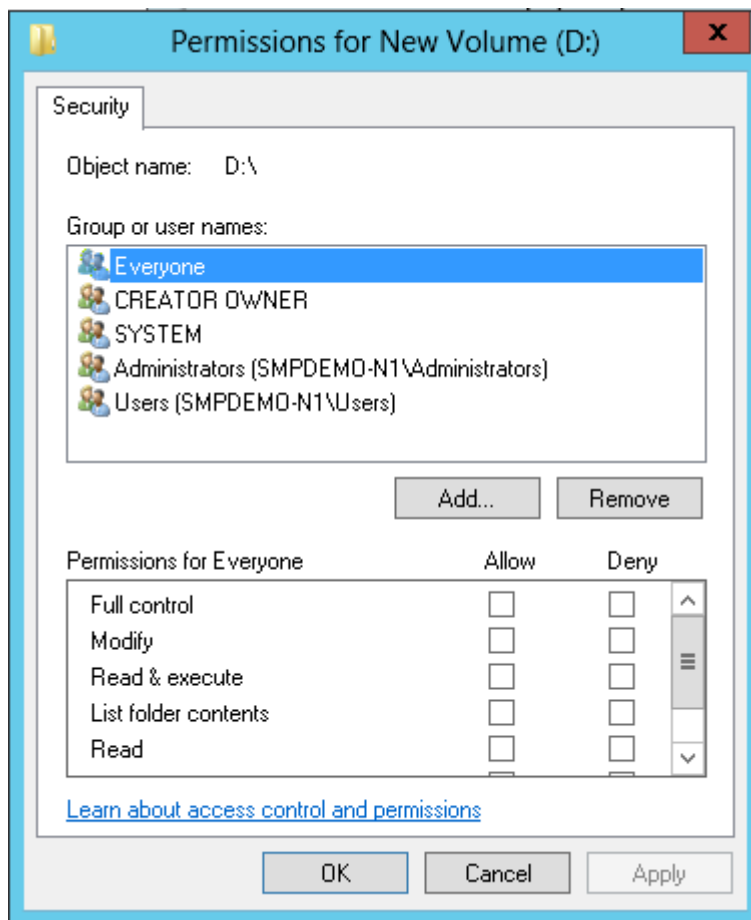 Permissions for New Volume (D:)
x
Security
Object name: D:\
Group or user names:
Everyone
CREATOR OWNER
SYSTEM
Administrators (SMPDEMO-N1\Administrators)
Users (SMPDEMO-N1\Users)
Add... Remove
Permissions for Everyone Allow Deny
Full control
Modify
Read & execute
List folder contents
Read
Learn about access control and permissions
OK Cancel Apply